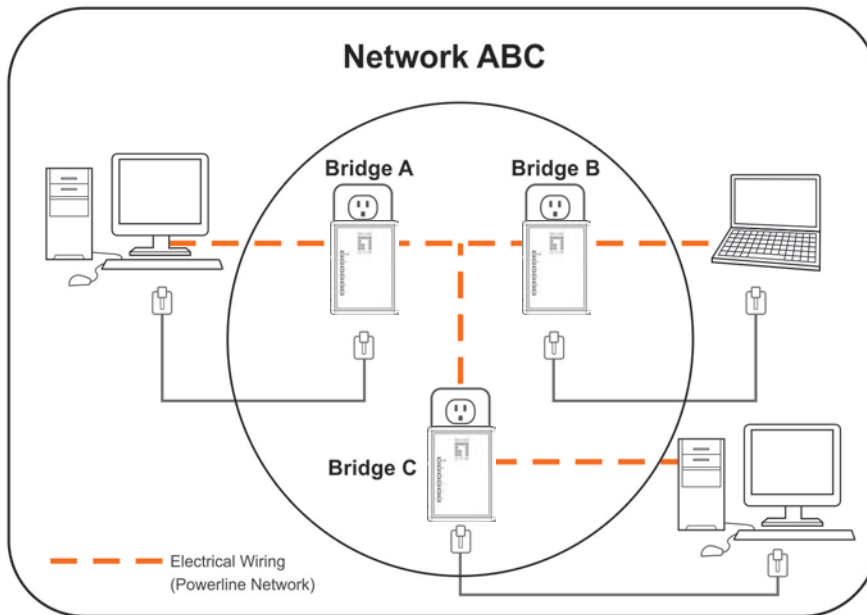 Network ABC
Bridge A
Bridge B
Bridge C
Electrical Wiring
(Powerline Network)